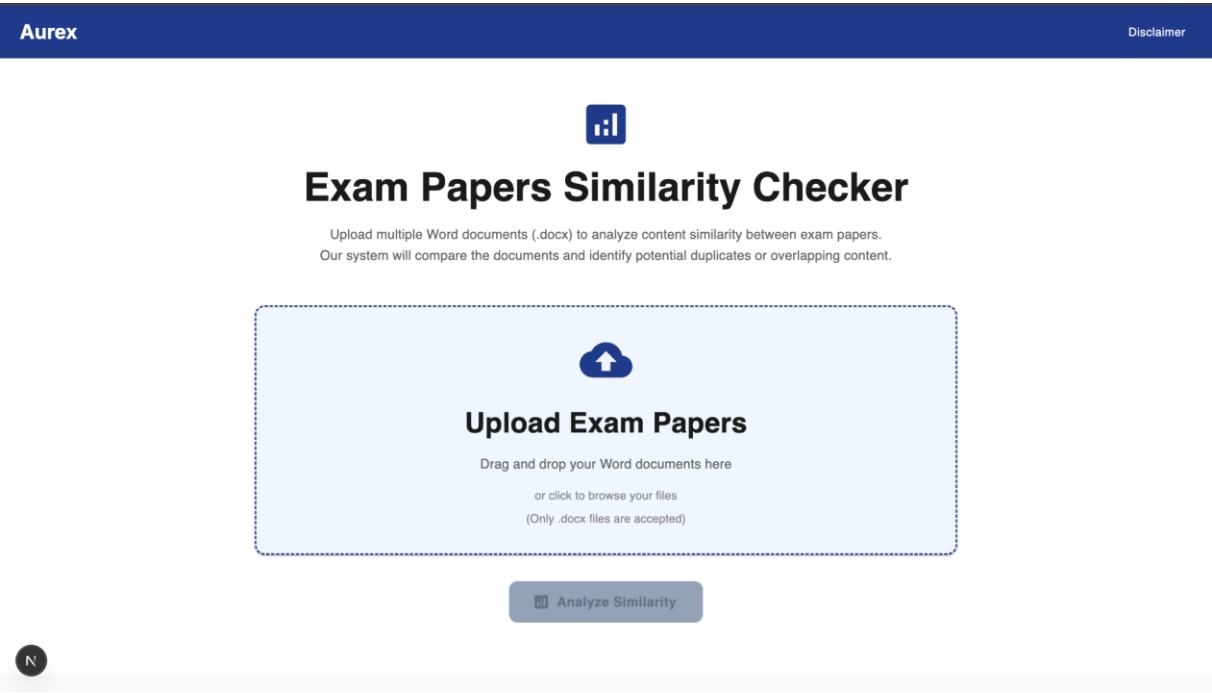 Aurex
Disclaimer
Exam Papers Similarity Checker
Upload multiple Word documents (.docx) to analyze content similarity between exam papers.
Our system will compare the documents and identify potential duplicates or overlapping content.
Upload Exam Papers
Drag and drop your Word documents here
or click to browse your files
(Only .docx files are accepted)
Analyze Similarity
N